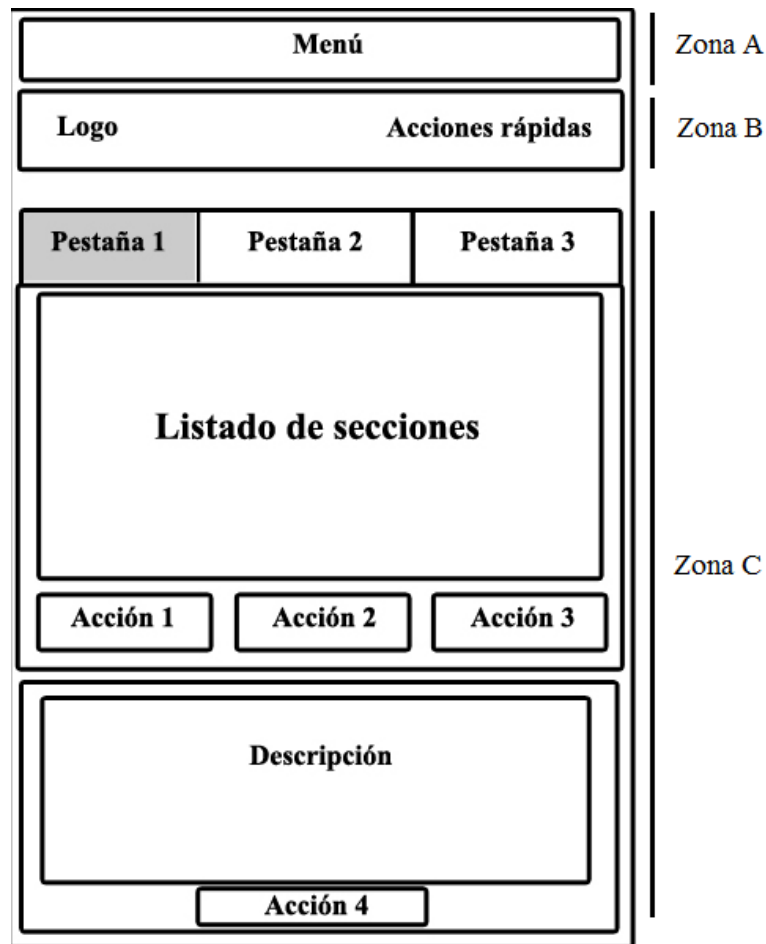 Menú
Zona A
Logo
Acciones rápidas
Zona B
Pestaña 1
Pestaña 2
Pestaña 3
Listado de secciones
Zona C
Acción 1
Acción 2
Acción 3
Descripción
Acción 4